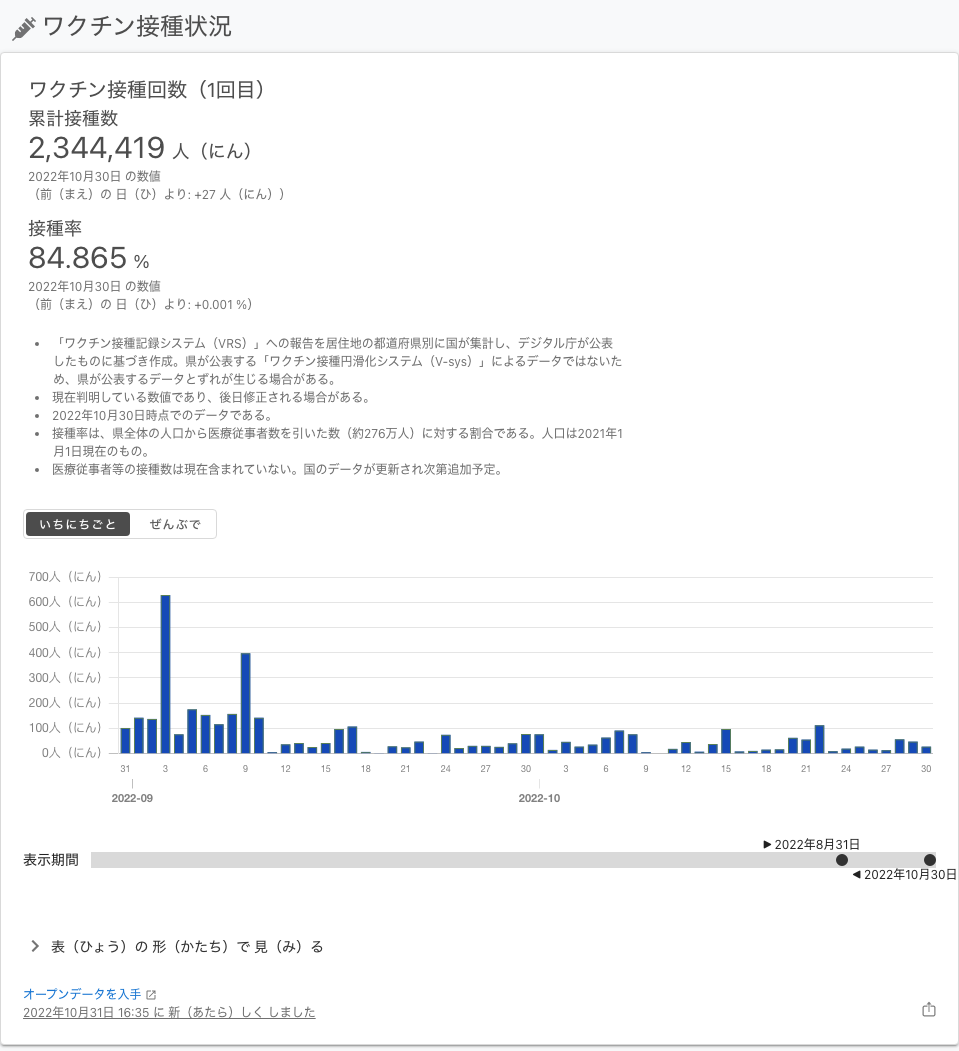 ワクチン接種状況
ワクチン接種回数（1回目）
累計接種数
2,344,419 人（にん）
2022年10月30日 の数値
（前（まえ）の 日（ひ）より: +27 人（にん））
接種率
84.865 %
2022年10月30日 の数値
（前（まえ）の 日（ひ）より: +0.001 %）
• 「ワクチン接種記録システム（VRS）」への報告を居住地の都道府県別に国が集計し、デジタル庁が公表
したものに基づき作成。県が公表する「ワクチン接種円滑化システム（V-sys）」によるデータではないた
め、県が公表するデータとずれが生じる場合がある。
• 現在判明している数値であり、後日修正される場合がある。
• 2022年10月30日時点でのデータである。
• 接種率は、県全体の人口から医療従事者数を引いた数（約276万人）に対する割合である。人口は2021年1
月1日現在のもの。
• 医療従事者等の接種数は現在含まれていない。国のデータが更新され次第追加予定。
いちにちごと ぜんぶで
700人（にん）
600人（にん）
500人（にん）
400人（にん）
300人（にん）
200人（にん）
100人（にん）
0人（にん）
31 3 6 9 12 15 18 21 24 27 30 3 6 9 12 15 18 21 24 27 30
2022-09 2022-10
▶ 2022年8月31日
表示期間
◀ 2022年10月30日
表（ひょう）の 形（かたち）で 見（み）る
オープンデータを入手
2022年10月31日 16:35 に 新（あたら）しく しました